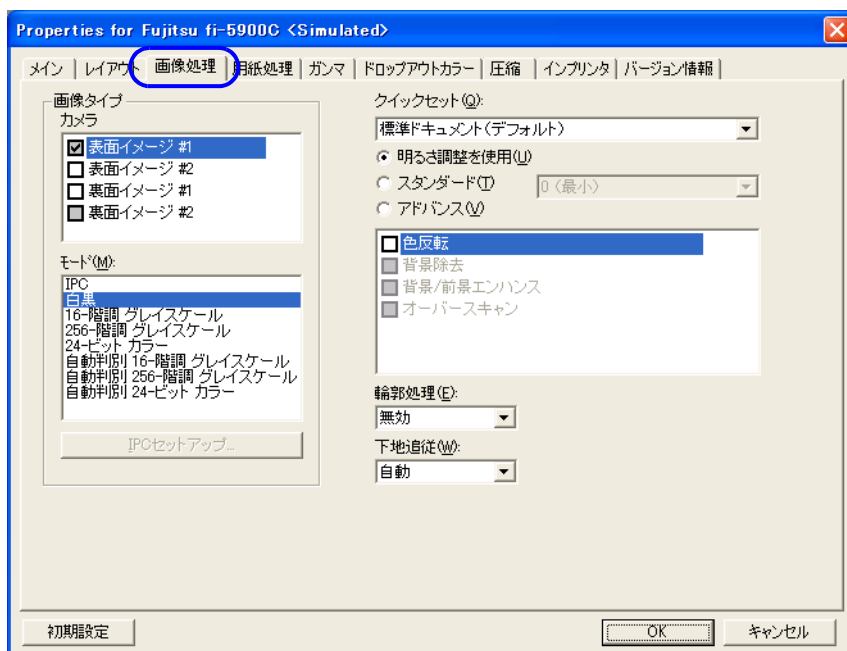 Properties for Fujitsu fi-5900C <Simulated>
メイン
レイアウト
画像処理
用紙処理
ガンマ
ドロップアウトカラー
圧縮
インプリンタ
バージョン情報
画像タイプ
カメラ
表面イメージ #1
表面イメージ #2
裏面イメージ #1
裏面イメージ #2
モード(M):
IPC
白黒
16-階調 グレイスケール
256-階調 グレイスケール
24-ビット カラー
自動判別 16-階調 グレイスケール
自動判別 256-階調 グレイスケール
自動判別 24-ビット カラー
IPCセットアップ...
クイックセット(Q):
標準ドキュメント(デフォルト)
明るさ調整を使用(U)
スタンダード(T)
0 (最小)
アドバンス(V)
色反転
背景除去
背景/前景エンハンス
オーバースキャン
輪郭処理(E):
無効
下地追従(W):
自動
初期設定
OK
キャンセル